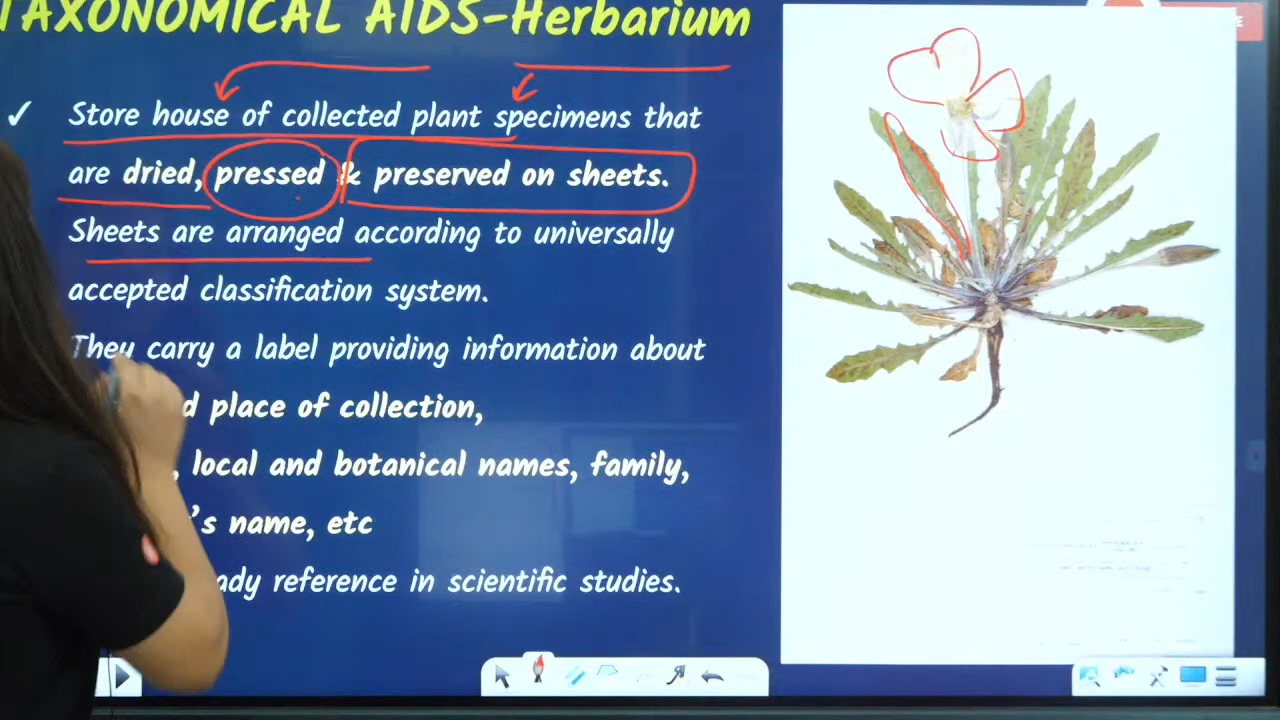 TAXONOMICAL AIDS-Herbarium
✓ Store house of collected plant specimens that
are dried, pressed & preserved on sheets.
Sheets are arranged according to universally
accepted classification system.
They carry a label providing information about
place of collection,
, local and botanical names, family,
's name, etc
reference in scientific studies.